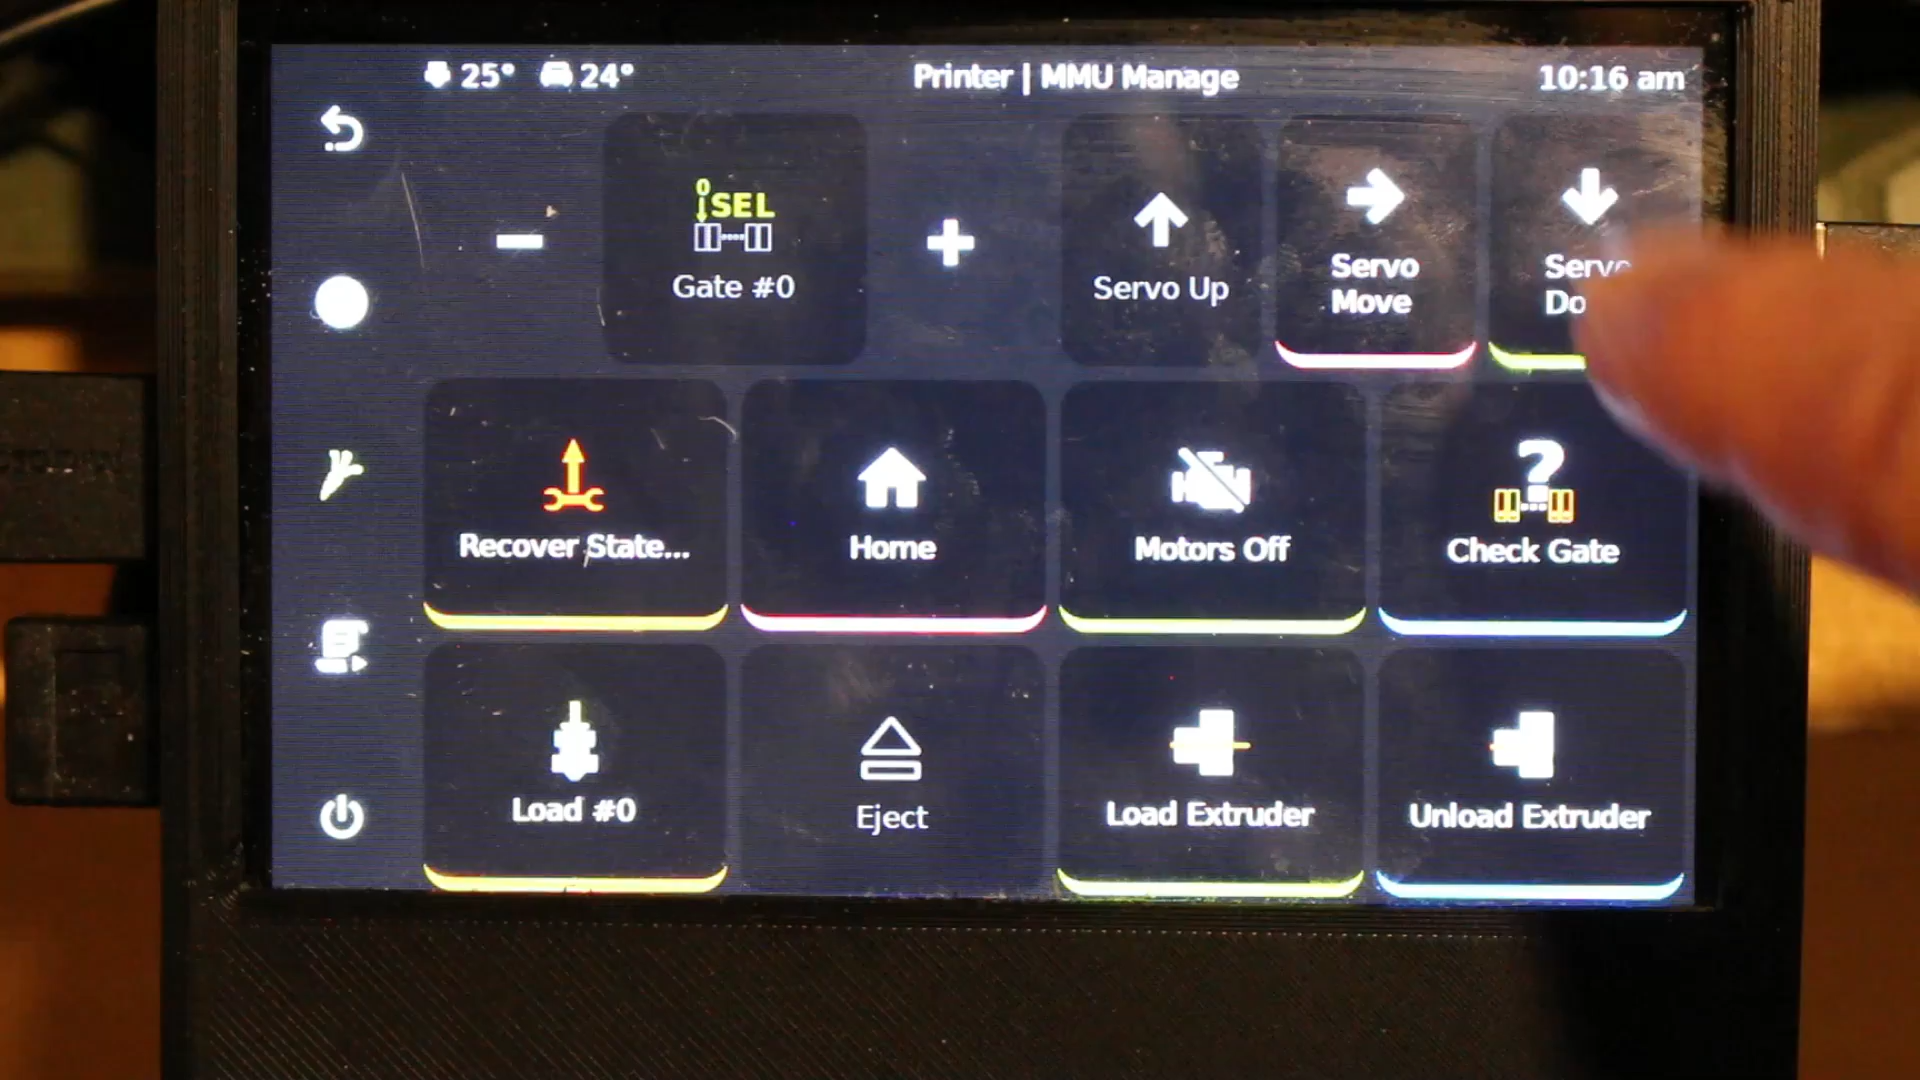 25° 24° Printer | MMU Manage 10:16 am
0
SEL
Gate #0
Servo Up
Servo
Move
Recover State...
Home
Motors Off
Check Gate
Load #0
Eject
Load Extruder
Unload Extruder